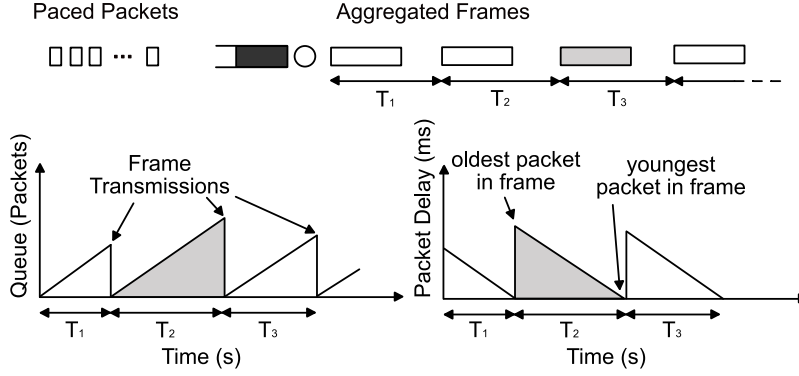 Paced Packets
Aggregated Frames
...
T1
T2
T3
Queue (Packets)
Frame
Transmissions
T1
T2
T3
Time (s)
Packet Delay (ms)
oldest packet
in frame
youngest
packet in frame
T1
T2
T3
Time (s)